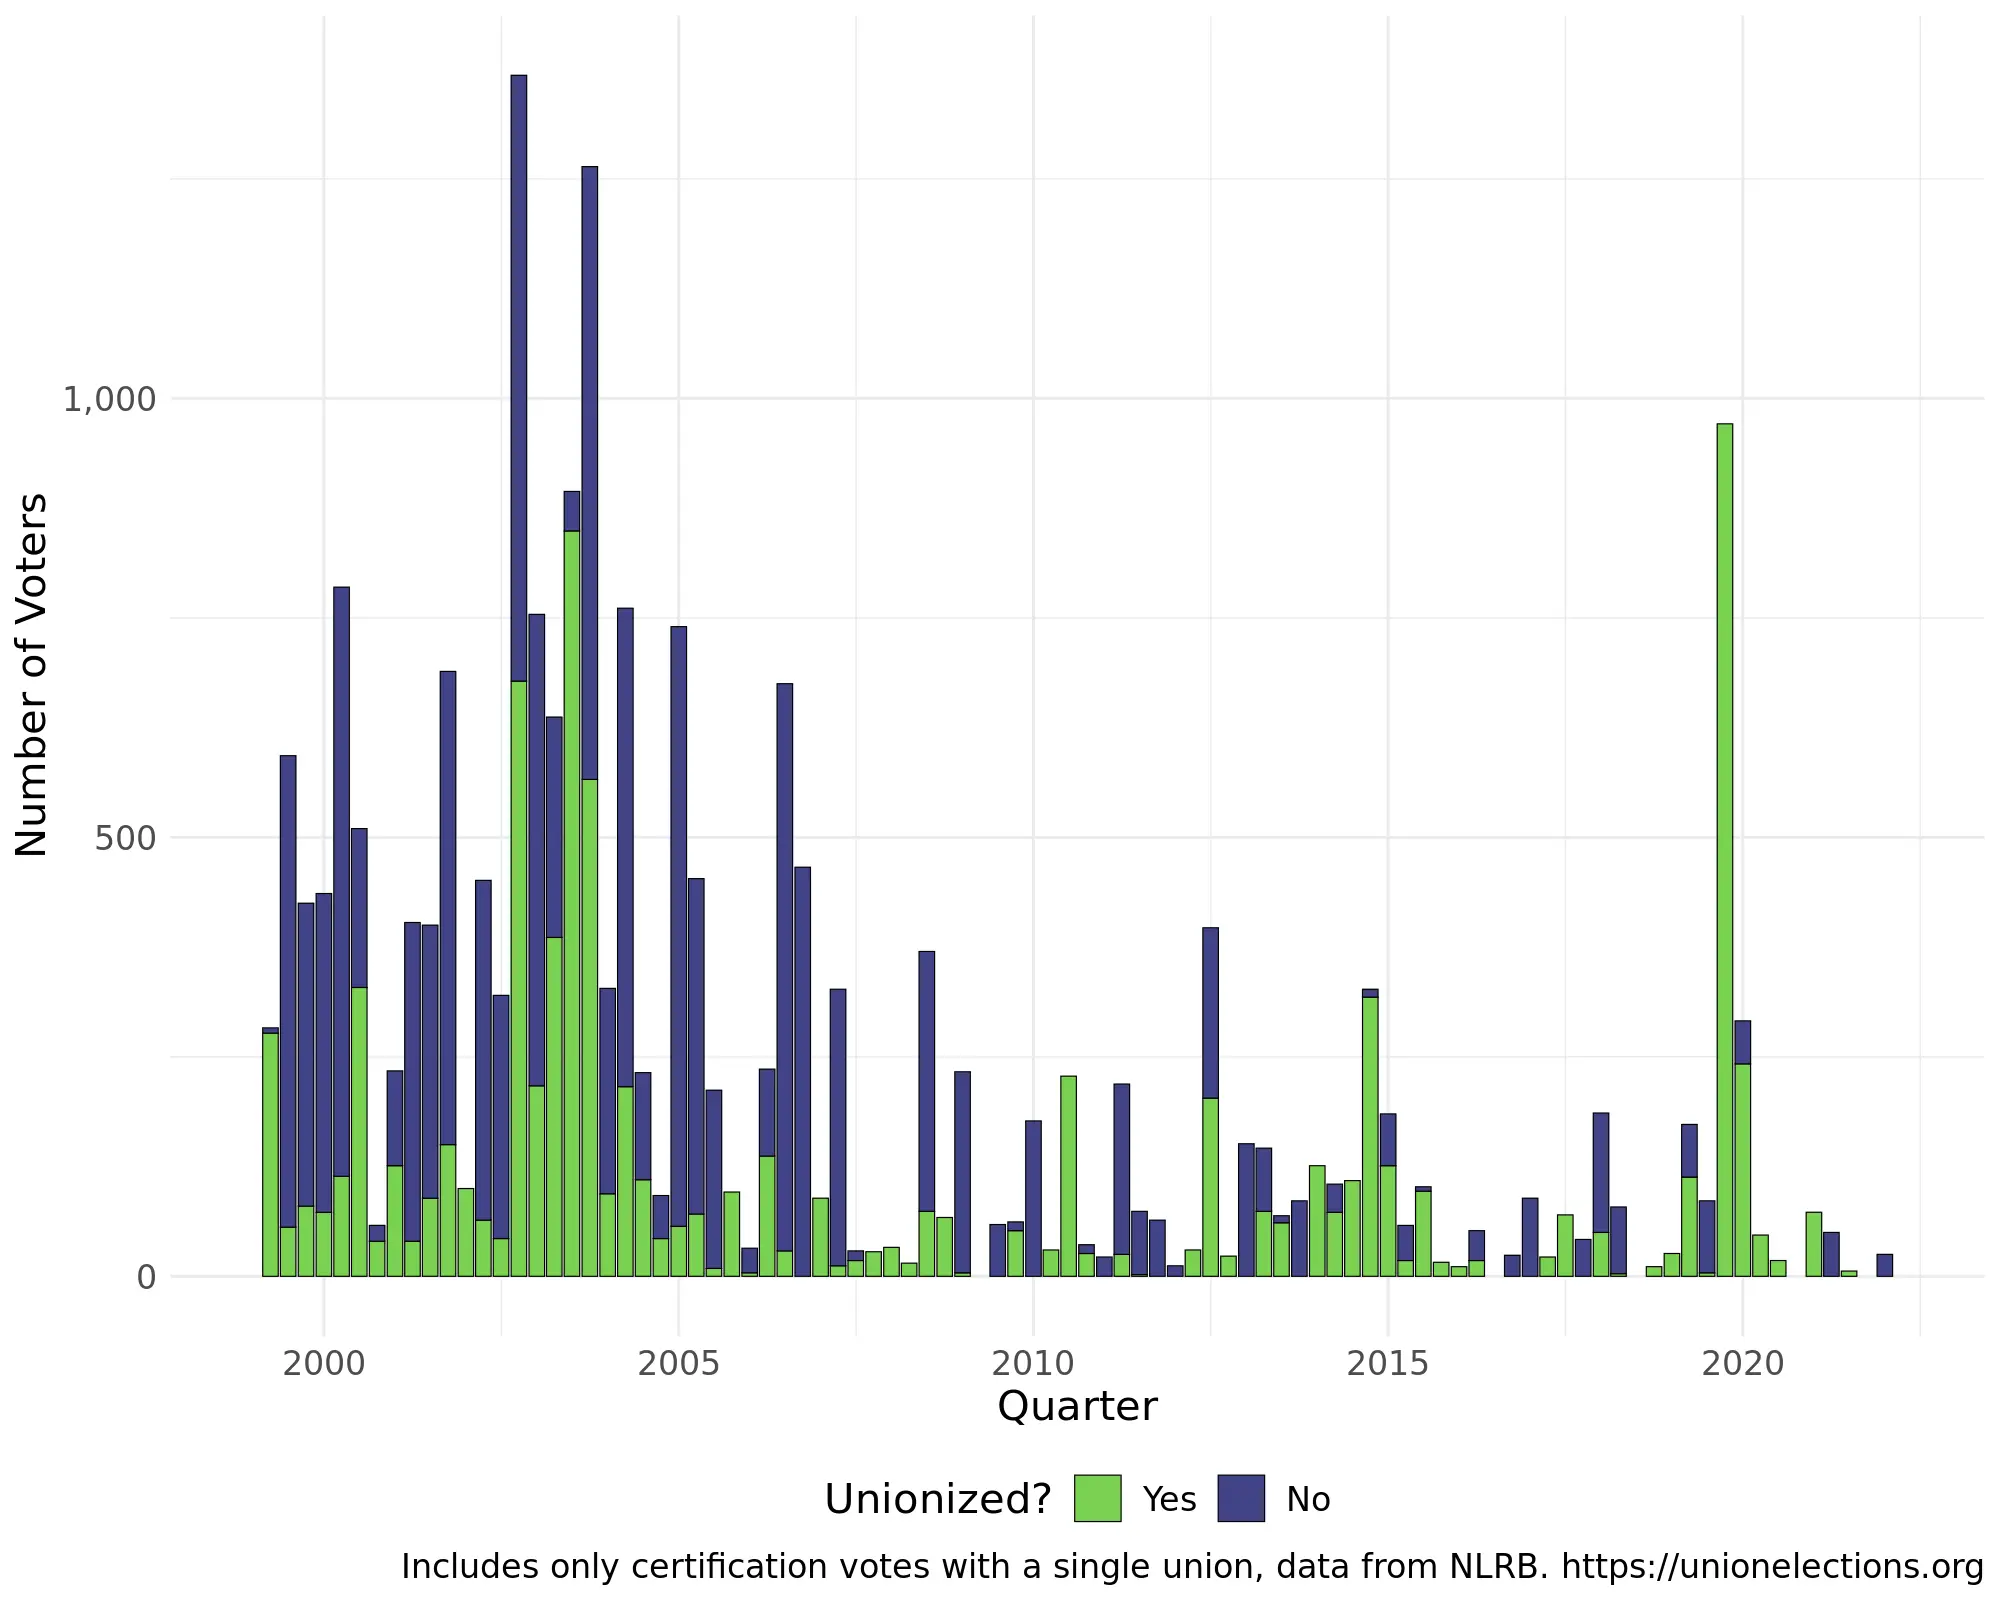 Number of Voters
1,000
500
0
2000 2005 2010 2015 2020
Quarter
Unionized? Yes No
Includes only certification votes with a single union, data from NLRB. https://unionelections.org